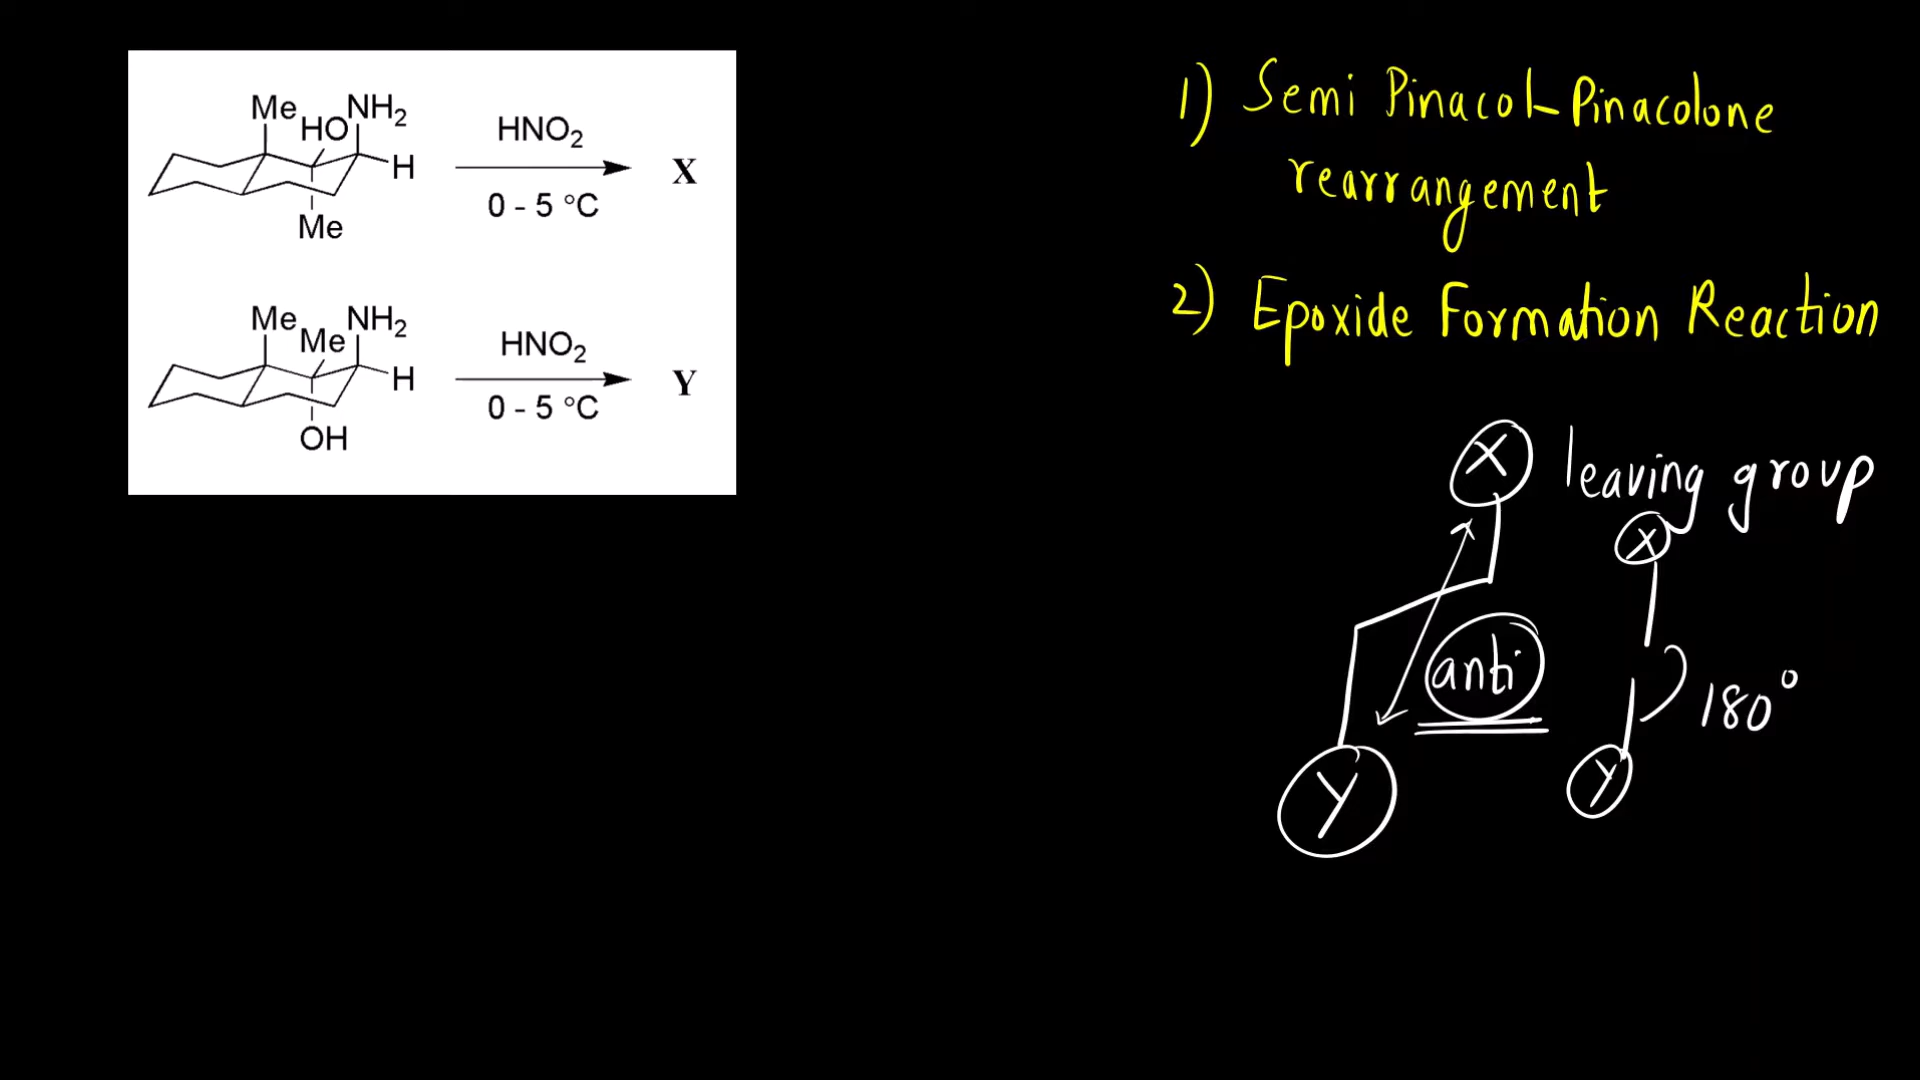 Me
HO
NH₂
H
Me
HNO₂
0 - 5 °C
X
Me
Me
NH₂
H
OH
HNO₂
0 - 5 °C
Y
1) Semi Pinacol-Pinacolone
rearrangement
2) Epoxide Formation Reaction
X leaving group
X
anti
180°
Y
Y